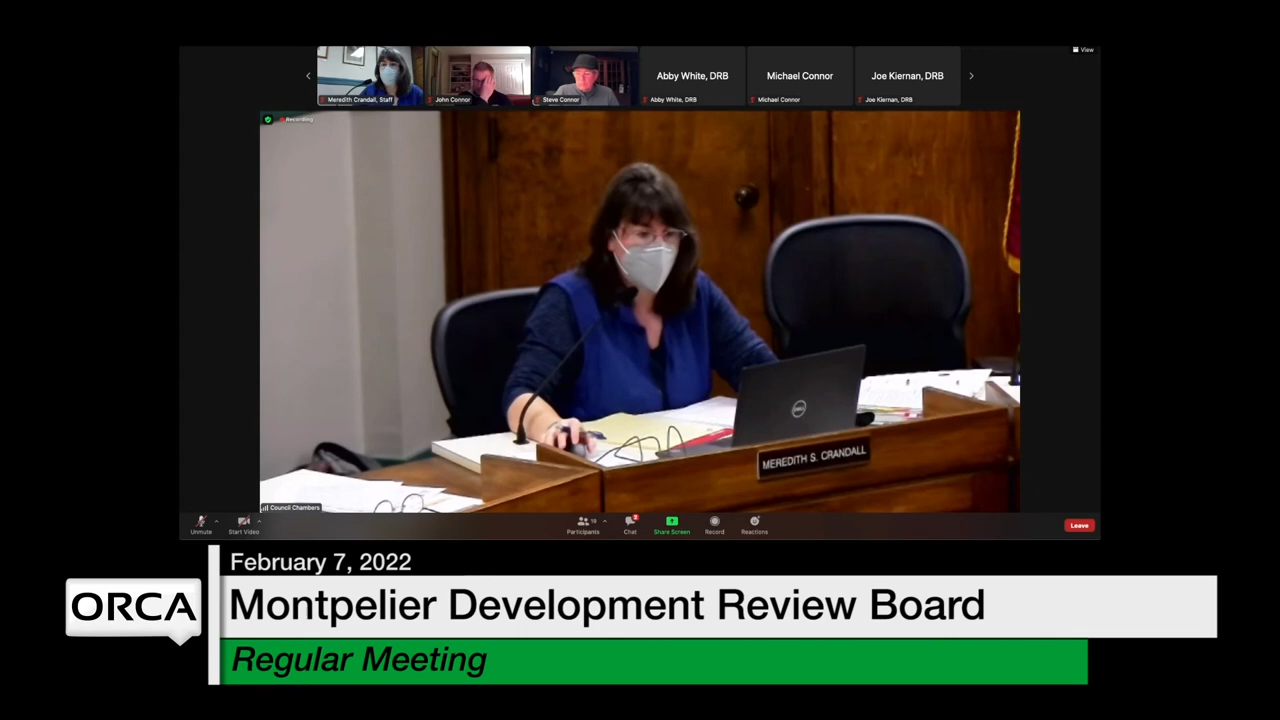 View
Abby White, DRB
Michael Connor
Joe Kiernan, DRB
Meredith Crandall, Staff
John Connor
Steve Connor
Abby White, DRB
Michael Connor
Joe Kiernan, DRB
Recording
MEREDITH S. CRANDALL
Council Chambers
Unmute
Start Video
Participants
Chat
Share Screen
Record
Reactions
Leave
February 7, 2022
ORCA
Montpelier Development Review Board
Regular Meeting